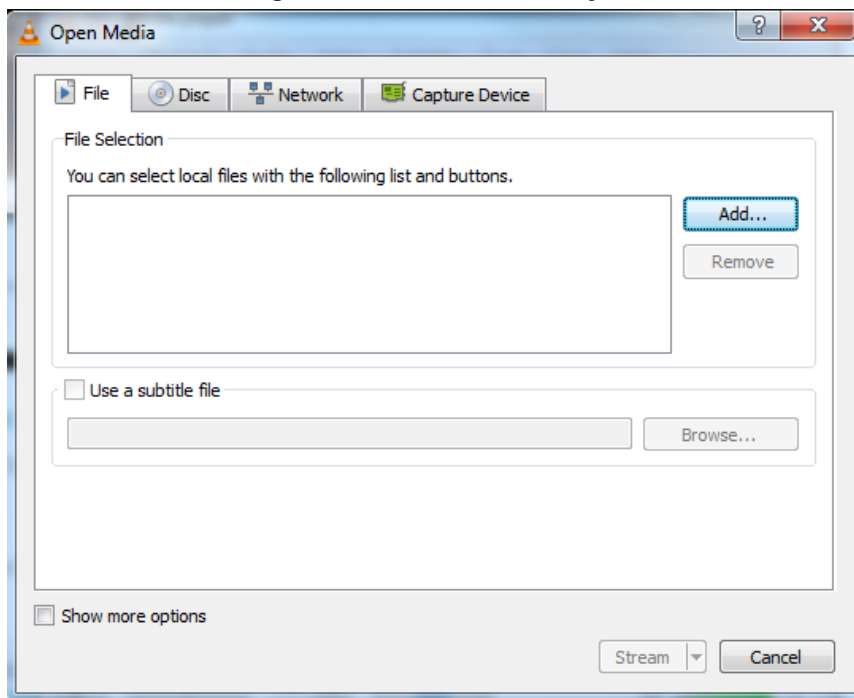 Open Media
File Disc Network Capture Device
File Selection
You can select local files with the following list and buttons.
Add...
Remove
Use a subtitle file
Browse...
Show more options
Stream Cancel